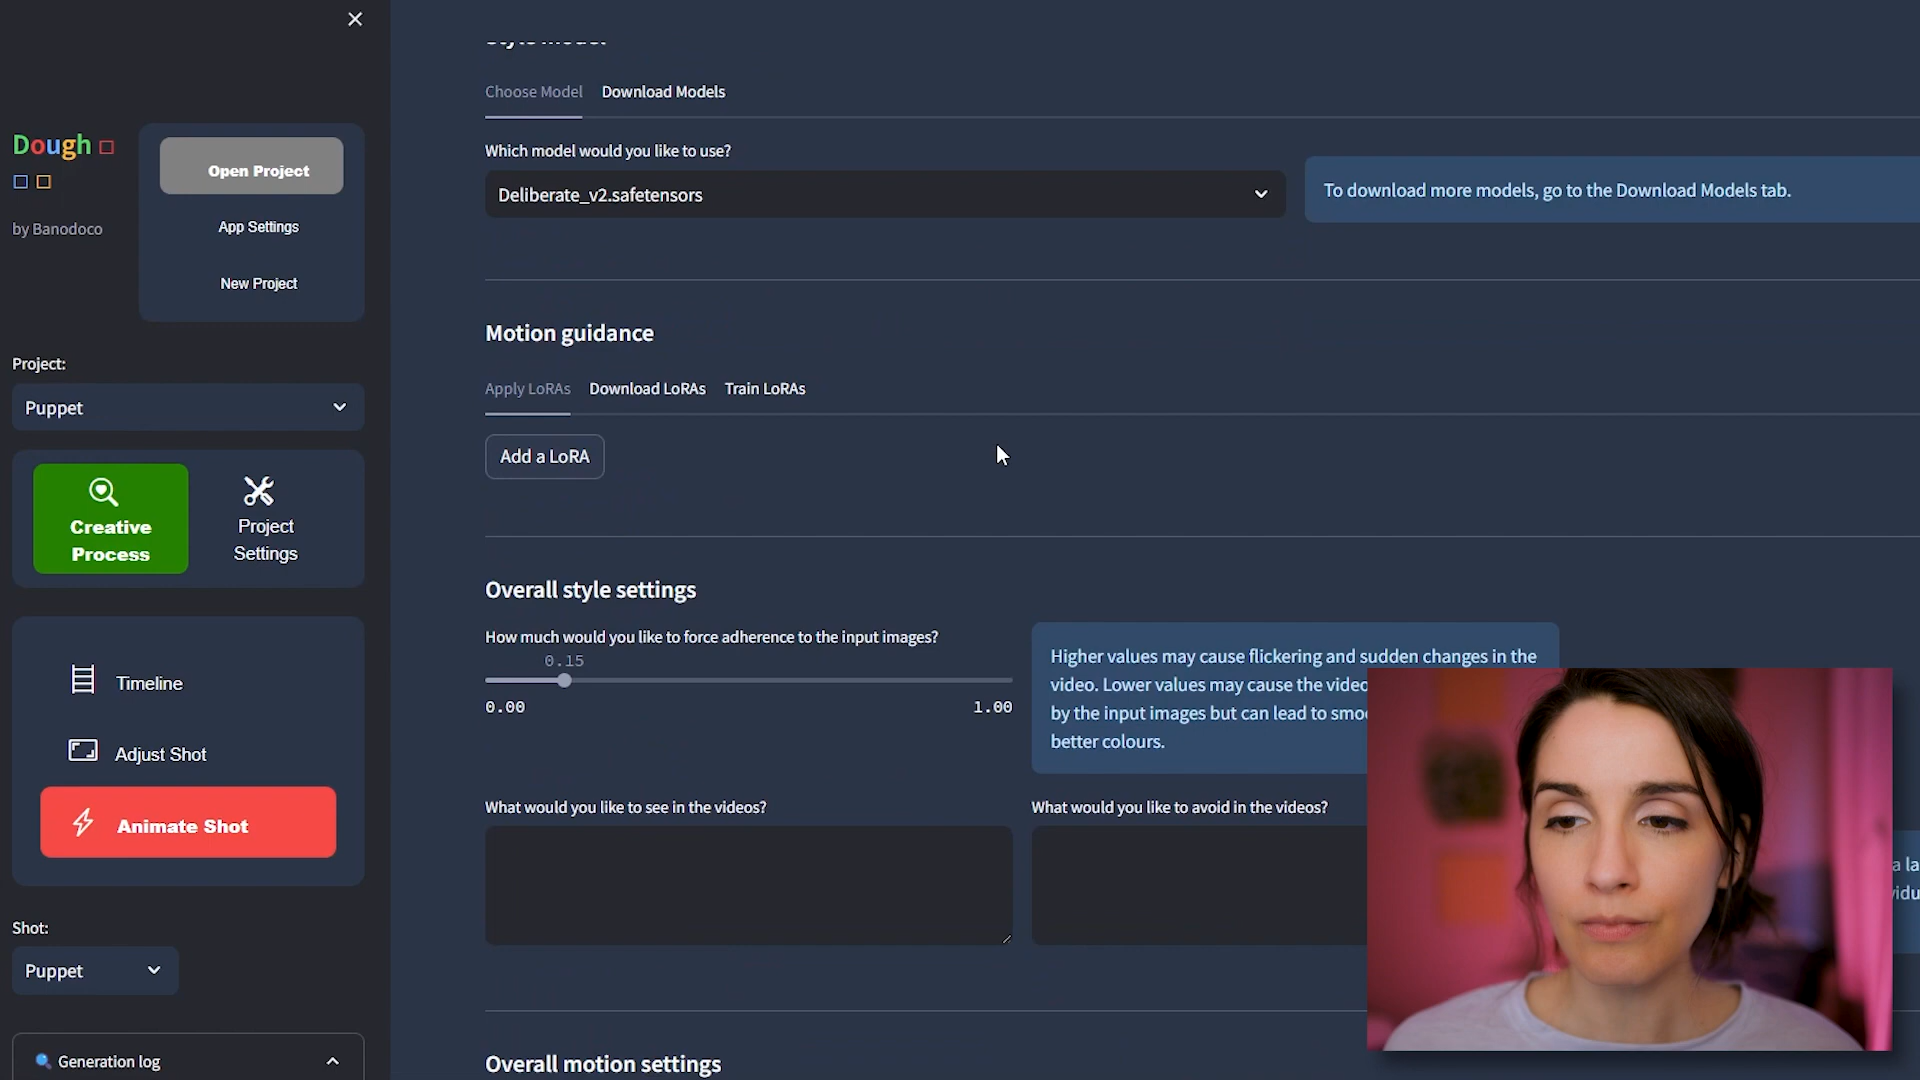 Style model
Choose Model
Download Models
Which model would you like to use?
Deliberate_v2.safetensors
To download more models, go to the Download Models tab.
Dough
by Banodoco
Open Project
App Settings
New Project
Project:
Puppet
Creative
Process
Project
Settings
Timeline
Adjust Shot
Animate Shot
Shot:
Puppet
Generation log
Motion guidance
Apply LoRAs
Download LoRAs
Train LoRAs
Add a LoRA
Overall style settings
How much would you like to force adherence to the input images?
0.15
0.00
1.00
Higher values may cause flickering and sudden changes in the
video. Lower values may cause the video
by the input images but can lead to
better colours.
What would you like to see in the videos?
What would you like to avoid in the videos?
Overall motion settings